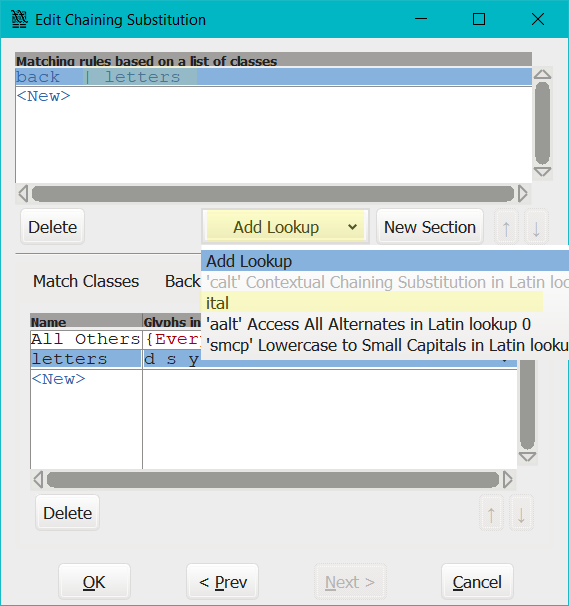 Edit Chaining Substitution
Matching rules based on a list of classes
back | letters
<New>
Delete
Add Lookup
New Section
Add Lookup
Match Classes
Back
'calt' Contextual Chaining Substitution in Latin loo
ital
'aalt' Access All Alternates in Latin lookup 0
'smcp' Lowercase to Small Capitals in Latin looku
Name
Glyphs in
All Others
{Every
letters
d s y
<New>
Delete
OK
< Prev
Next >
Cancel